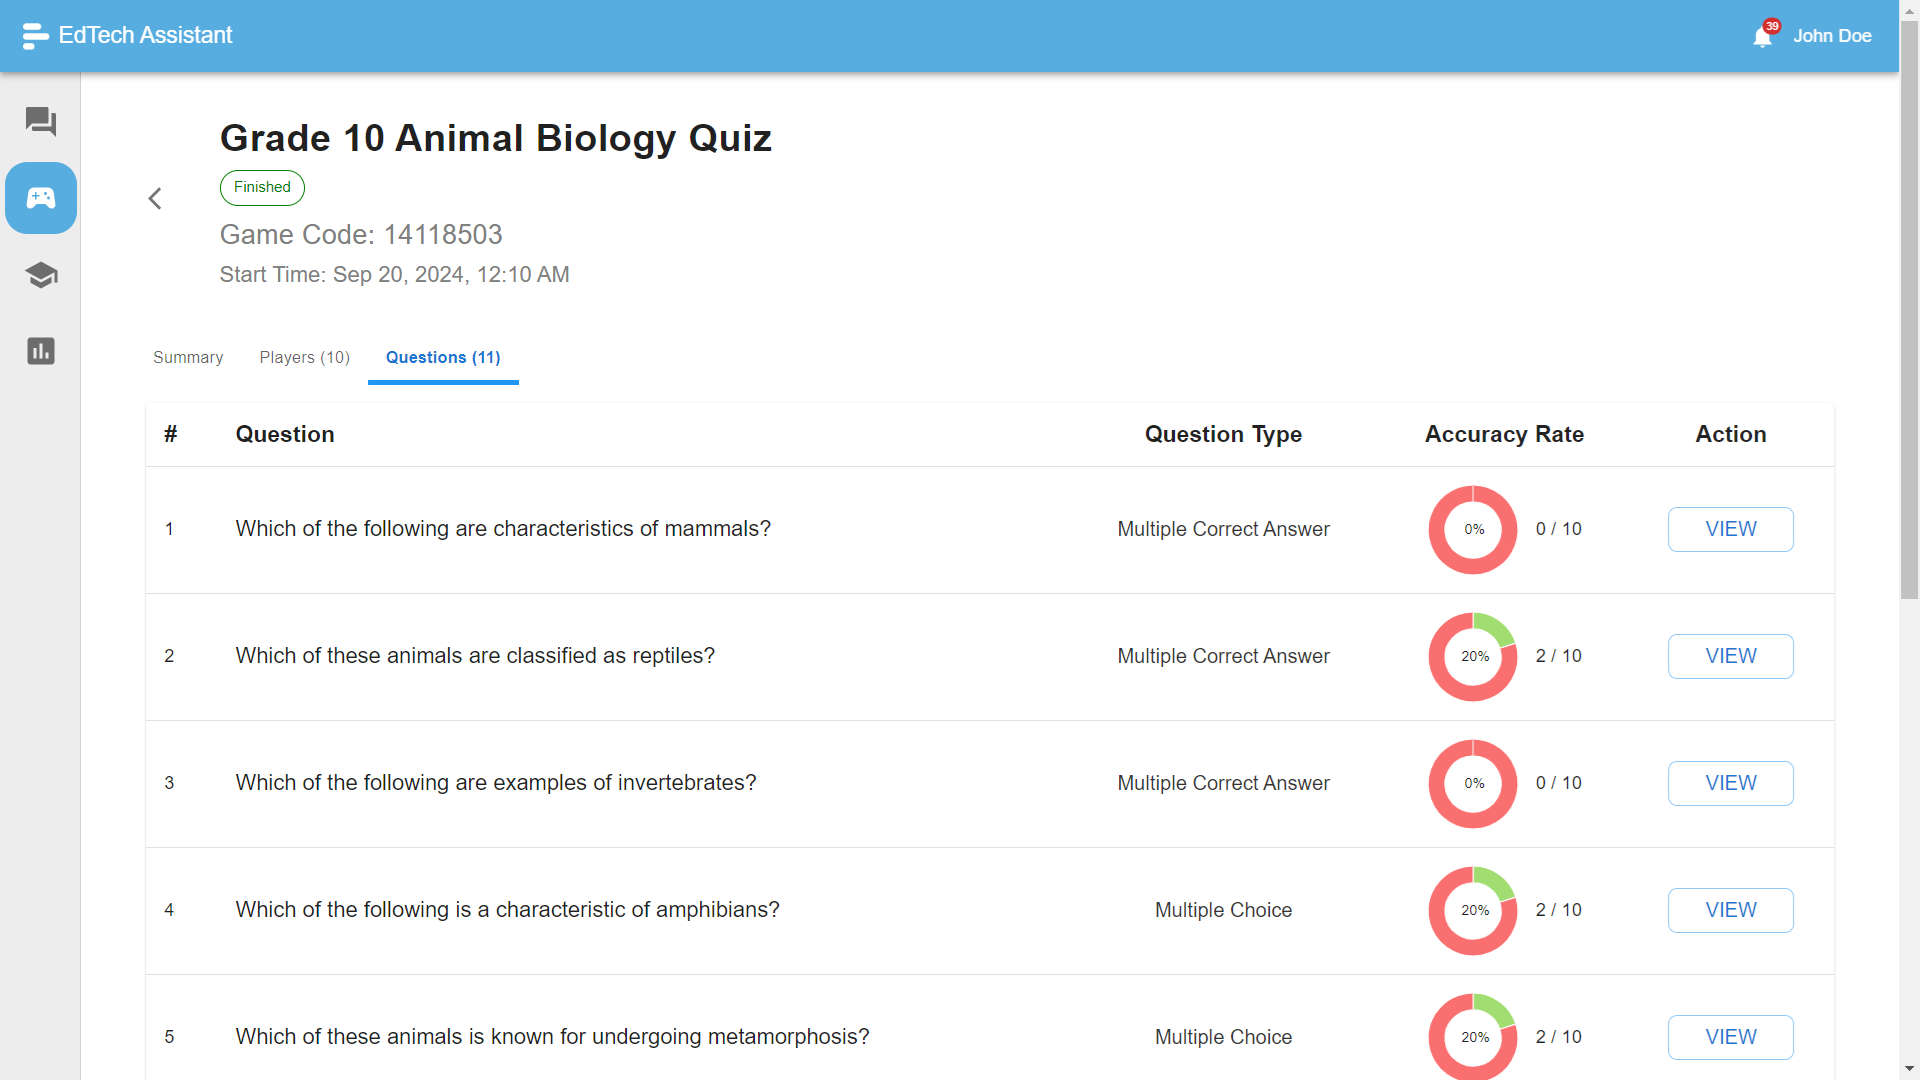 EdTech Assistant
39
John Doe
Grade 10 Animal Biology Quiz
Finished
Game Code: 14118503
Start Time: Sep 20, 2024, 12:10 AM
Summary
Players (10)
Questions (11)
# Question Question Type Accuracy Rate Action
1 Which of the following are characteristics of mammals? Multiple Correct Answer 0% 0 / 10 VIEW
2 Which of these animals are classified as reptiles? Multiple Correct Answer 20% 2 / 10 VIEW
3 Which of the following are examples of invertebrates? Multiple Correct Answer 0% 0 / 10 VIEW
4 Which of the following is a characteristic of amphibians? Multiple Choice 20% 2 / 10 VIEW
5 Which of these animals is known for undergoing metamorphosis? Multiple Choice 20% 2 / 10 VIEW